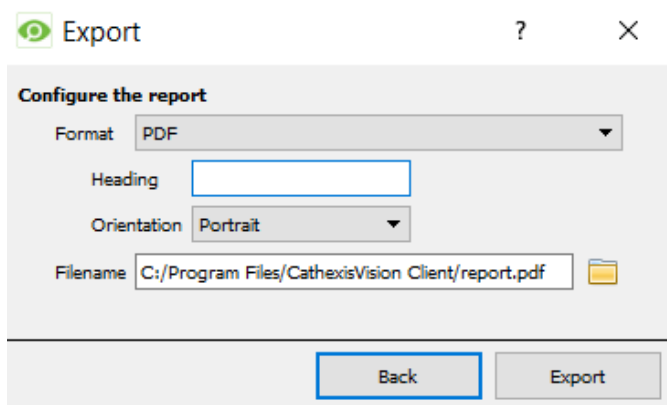 Export ?
Configure the report
Format PDF
Heading
Orientation Portrait
Filename C:/Program Files/CathexisVision Client/report.pdf
Back Export